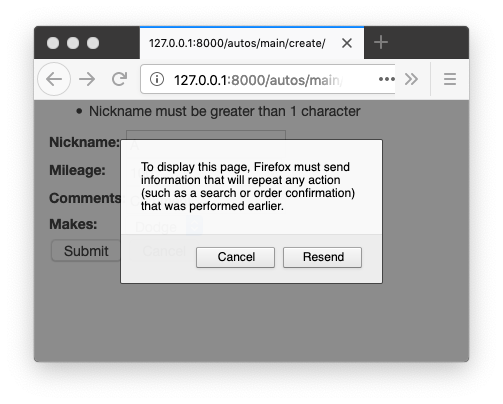 127.0.0.1:8000/autos/main/create/
127.0.0.1:8000/autos/main/
• Nickname must be greater than 1 character
Nickname:
Mileage:
Comments
Makes:
Submit Cancel
To display this page, Firefox must send
information that will repeat any action
(such as a search or order confirmation)
that was performed earlier.
Cancel Resend